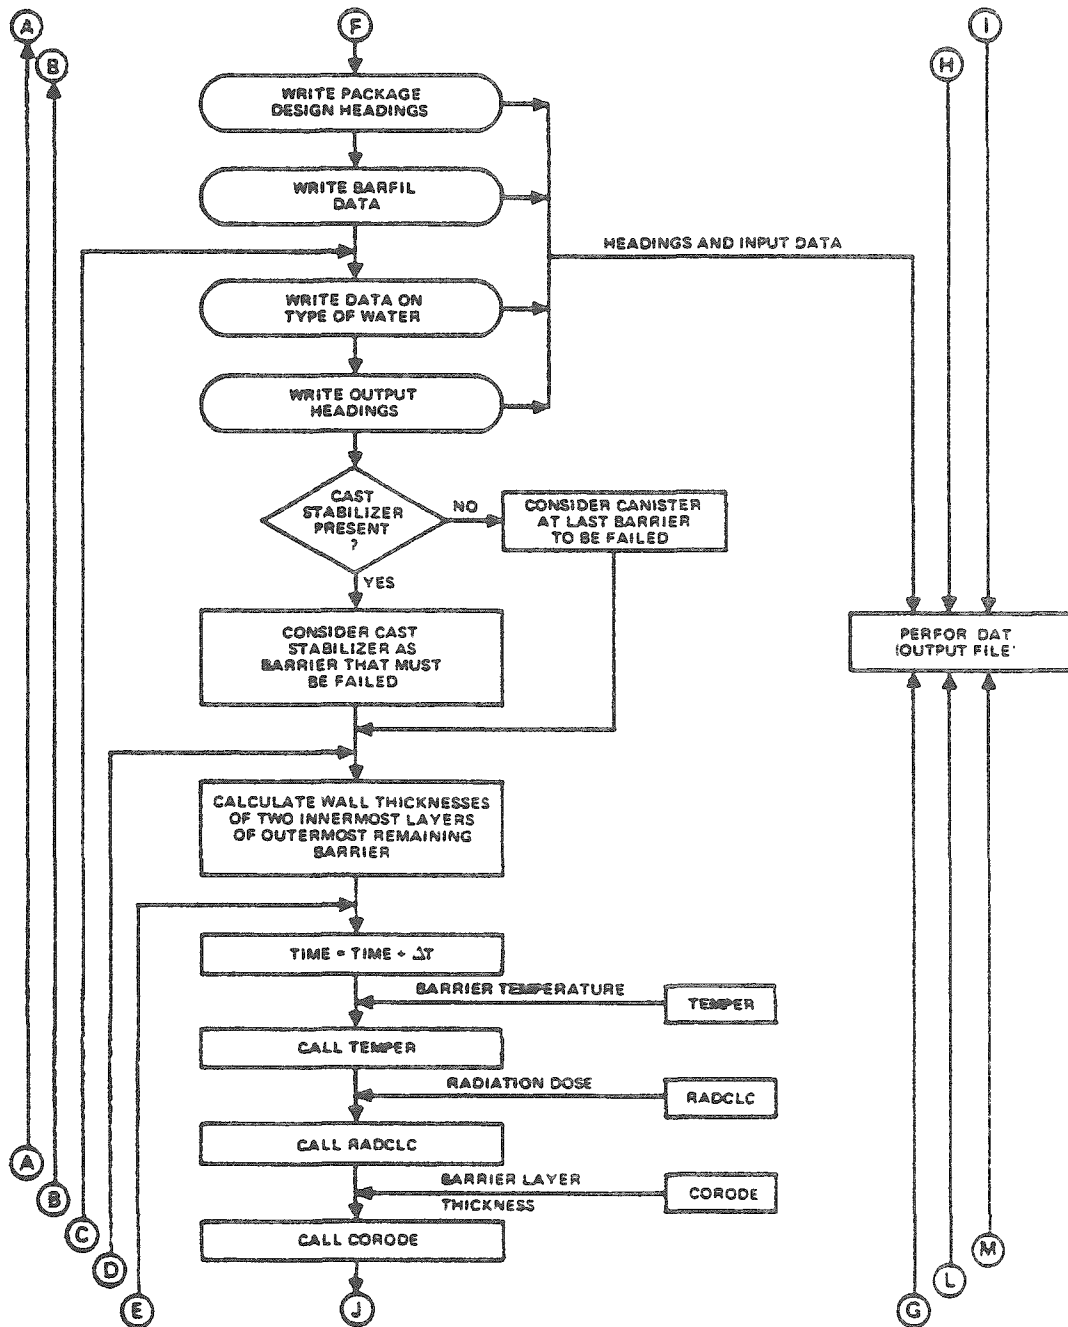 A
F
I
B
H
WRITE PACKAGE
DESIGN HEADINGS
WRITE BARFIL
DATA
HEADINGS AND INPUT DATA
WRITE DATA ON
TYPE OF WATER
WRITE OUTPUT
HEADINGS
CAST
STABILIZER
PRESENT
?
NO
YES
CONSIDER CANISTER
AT LAST BARRIER
TO BE FAILED
CONSIDER CAST
STABILIZER AS
BARRIER THAT MUST
BE FAILED
PERFOR DAT
(OUTPUT FILE)
CALCULATE WALL THICKNESSES
OF TWO INNERMOST LAYERS
OF OUTERMOST REMAINING
BARRIER
TIME = TIME + ΔT
BARRIER TEMPERATURE
TEMPER
CALL TEMPER
RADIATION DOSE
RADCLC
CALL RADCLC
BARRIER LAYER
THICKNESS
CORODE
CALL CORODE
A
B
C
D
E
J
G
L
M